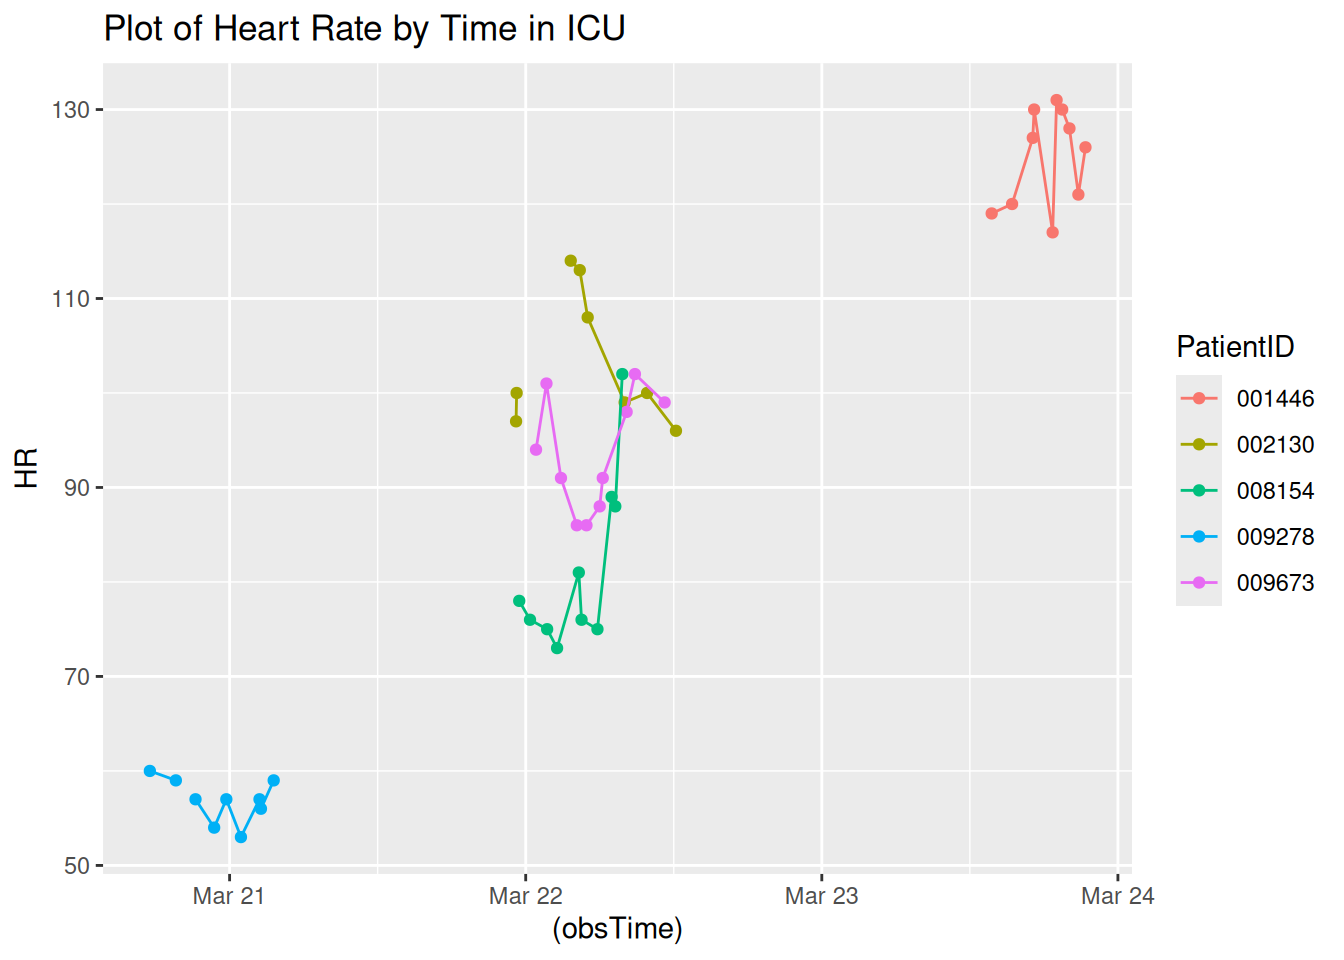 Plot of Heart Rate by Time in ICU
130
110
90
70
50
HR
Mar 21
Mar 22
Mar 23
Mar 24
(obsTime)
PatientID
001446
002130
008154
009278
009673